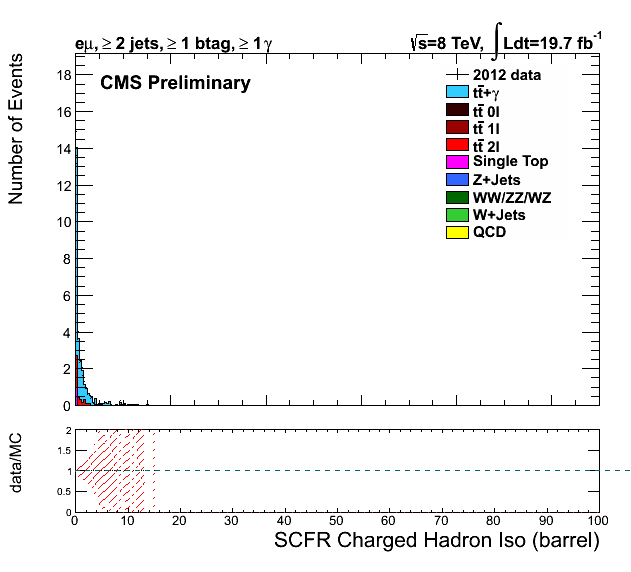 eμ, ≥ 2 jets, ≥ 1 btag, ≥ 1 γ
√s=8 TeV, ∫Ldt=19.7 fb⁻¹
CMS Preliminary
Number of Events
18
16
14
12
10
8
6
4
2
0
2012 data
tt̄+γ
tt̄ 0l
tt̄ 1l
tt̄ 2l
Single Top
Z+Jets
WW/ZZ/WZ
W+Jets
QCD
data/MC
2
1.5
1
0.5
0
0 10 20 30 40 50 60 70 80 90 100
SCFR Charged Hadron Iso (barrel)